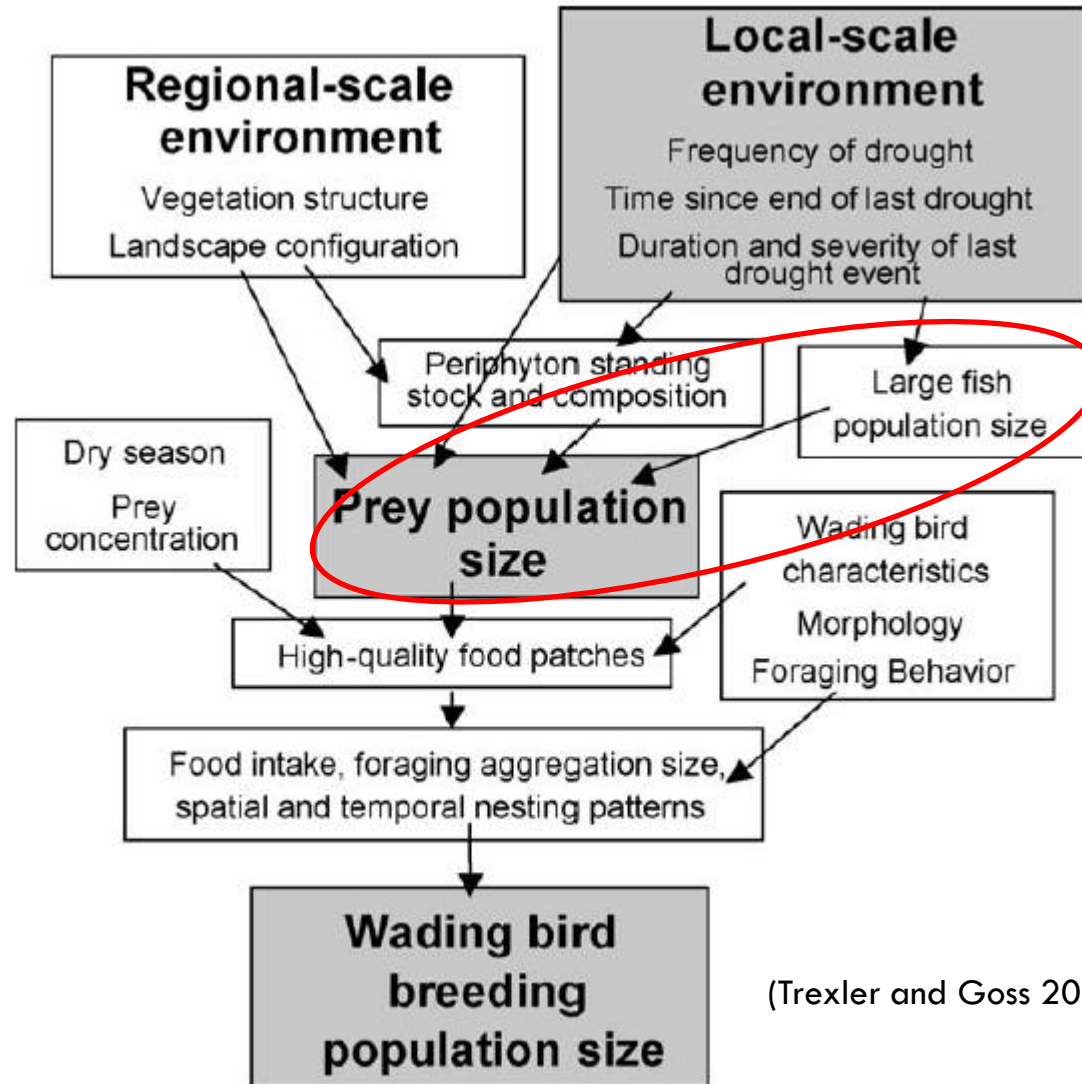 Regional-scale
environment
Vegetation structure
Landscape configuration
Local-scale
environment
Frequency of drought
Time since end of last drought
Duration and severity of last
drought event
Periphyton standing
stock and composition
Large fish
population size
Dry season
Prey
concentration
Prey population
size
Wading bird
characteristics
Morphology
Foraging Behavior
High-quality food patches
Food intake, foraging aggregation size,
spatial and temporal nesting patterns
Wading bird
breeding
population size
(Trexler and Goss 20